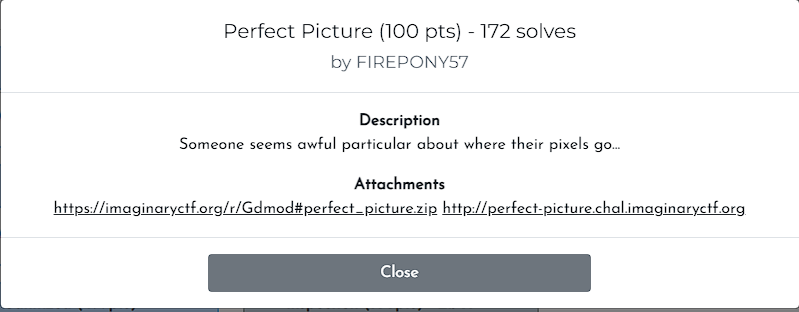 Perfect Picture (100 pts) - 172 solves
by FIREPONY57
Description
Someone seems awful particular about where their pixels go...
Attachments
https://imaginaryctf.org/r/Gdmod#perfect_picture.zip http://perfect-picture.chal.imaginaryctf.org
Close